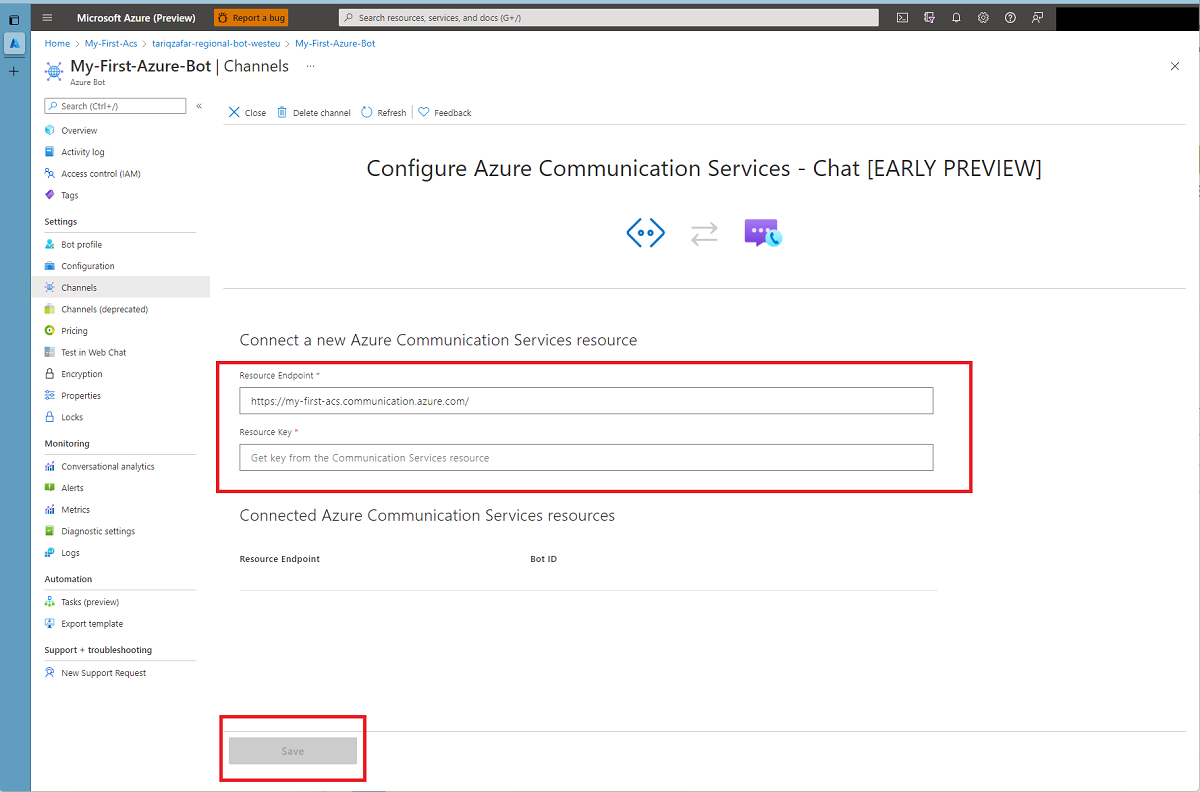 Microsoft Azure (Preview)
Report a bug
Search resources, services, and docs (G+/)
Home > My-First-Acs > tariqzafar-regional-bot-westeu > My-First-Azure-Bot
My-First-Azure-Bot | Channels ...
Azure Bot
Search (Ctrl+/)
«
Overview
Activity log
Access control (IAM)
Tags
Settings
Bot profile
Configuration
Channels
Channels (deprecated)
Pricing
Test in Web Chat
Encryption
Properties
Locks
Monitoring
Conversational analytics
Alerts
Metrics
Diagnostic settings
Logs
Automation
Tasks (preview)
Export template
Support + troubleshooting
New Support Request
Close
Delete channel
Refresh
Feedback
Configure Azure Communication Services - Chat [EARLY PREVIEW]
Connect a new Azure Communication Services resource
Resource Endpoint *
https://my-first-acs.communication.azure.com/
Resource Key *
Get key from the Communication Services resource
Connected Azure Communication Services resources
Resource Endpoint Bot ID
Save